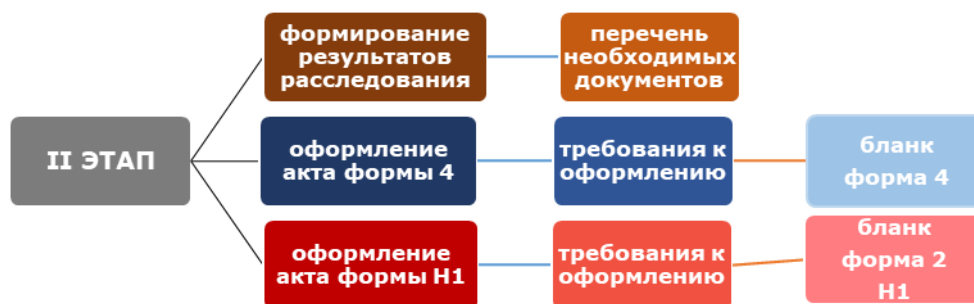 формирование
результатов
расследования
перечень
необходимых
документов
II ЭТАП
оформление
акта формы 4
требования к
оформлению
бланк
форма 4
оформление
акта формы Н1
требования к
оформлению
бланк
форма 2
Н1